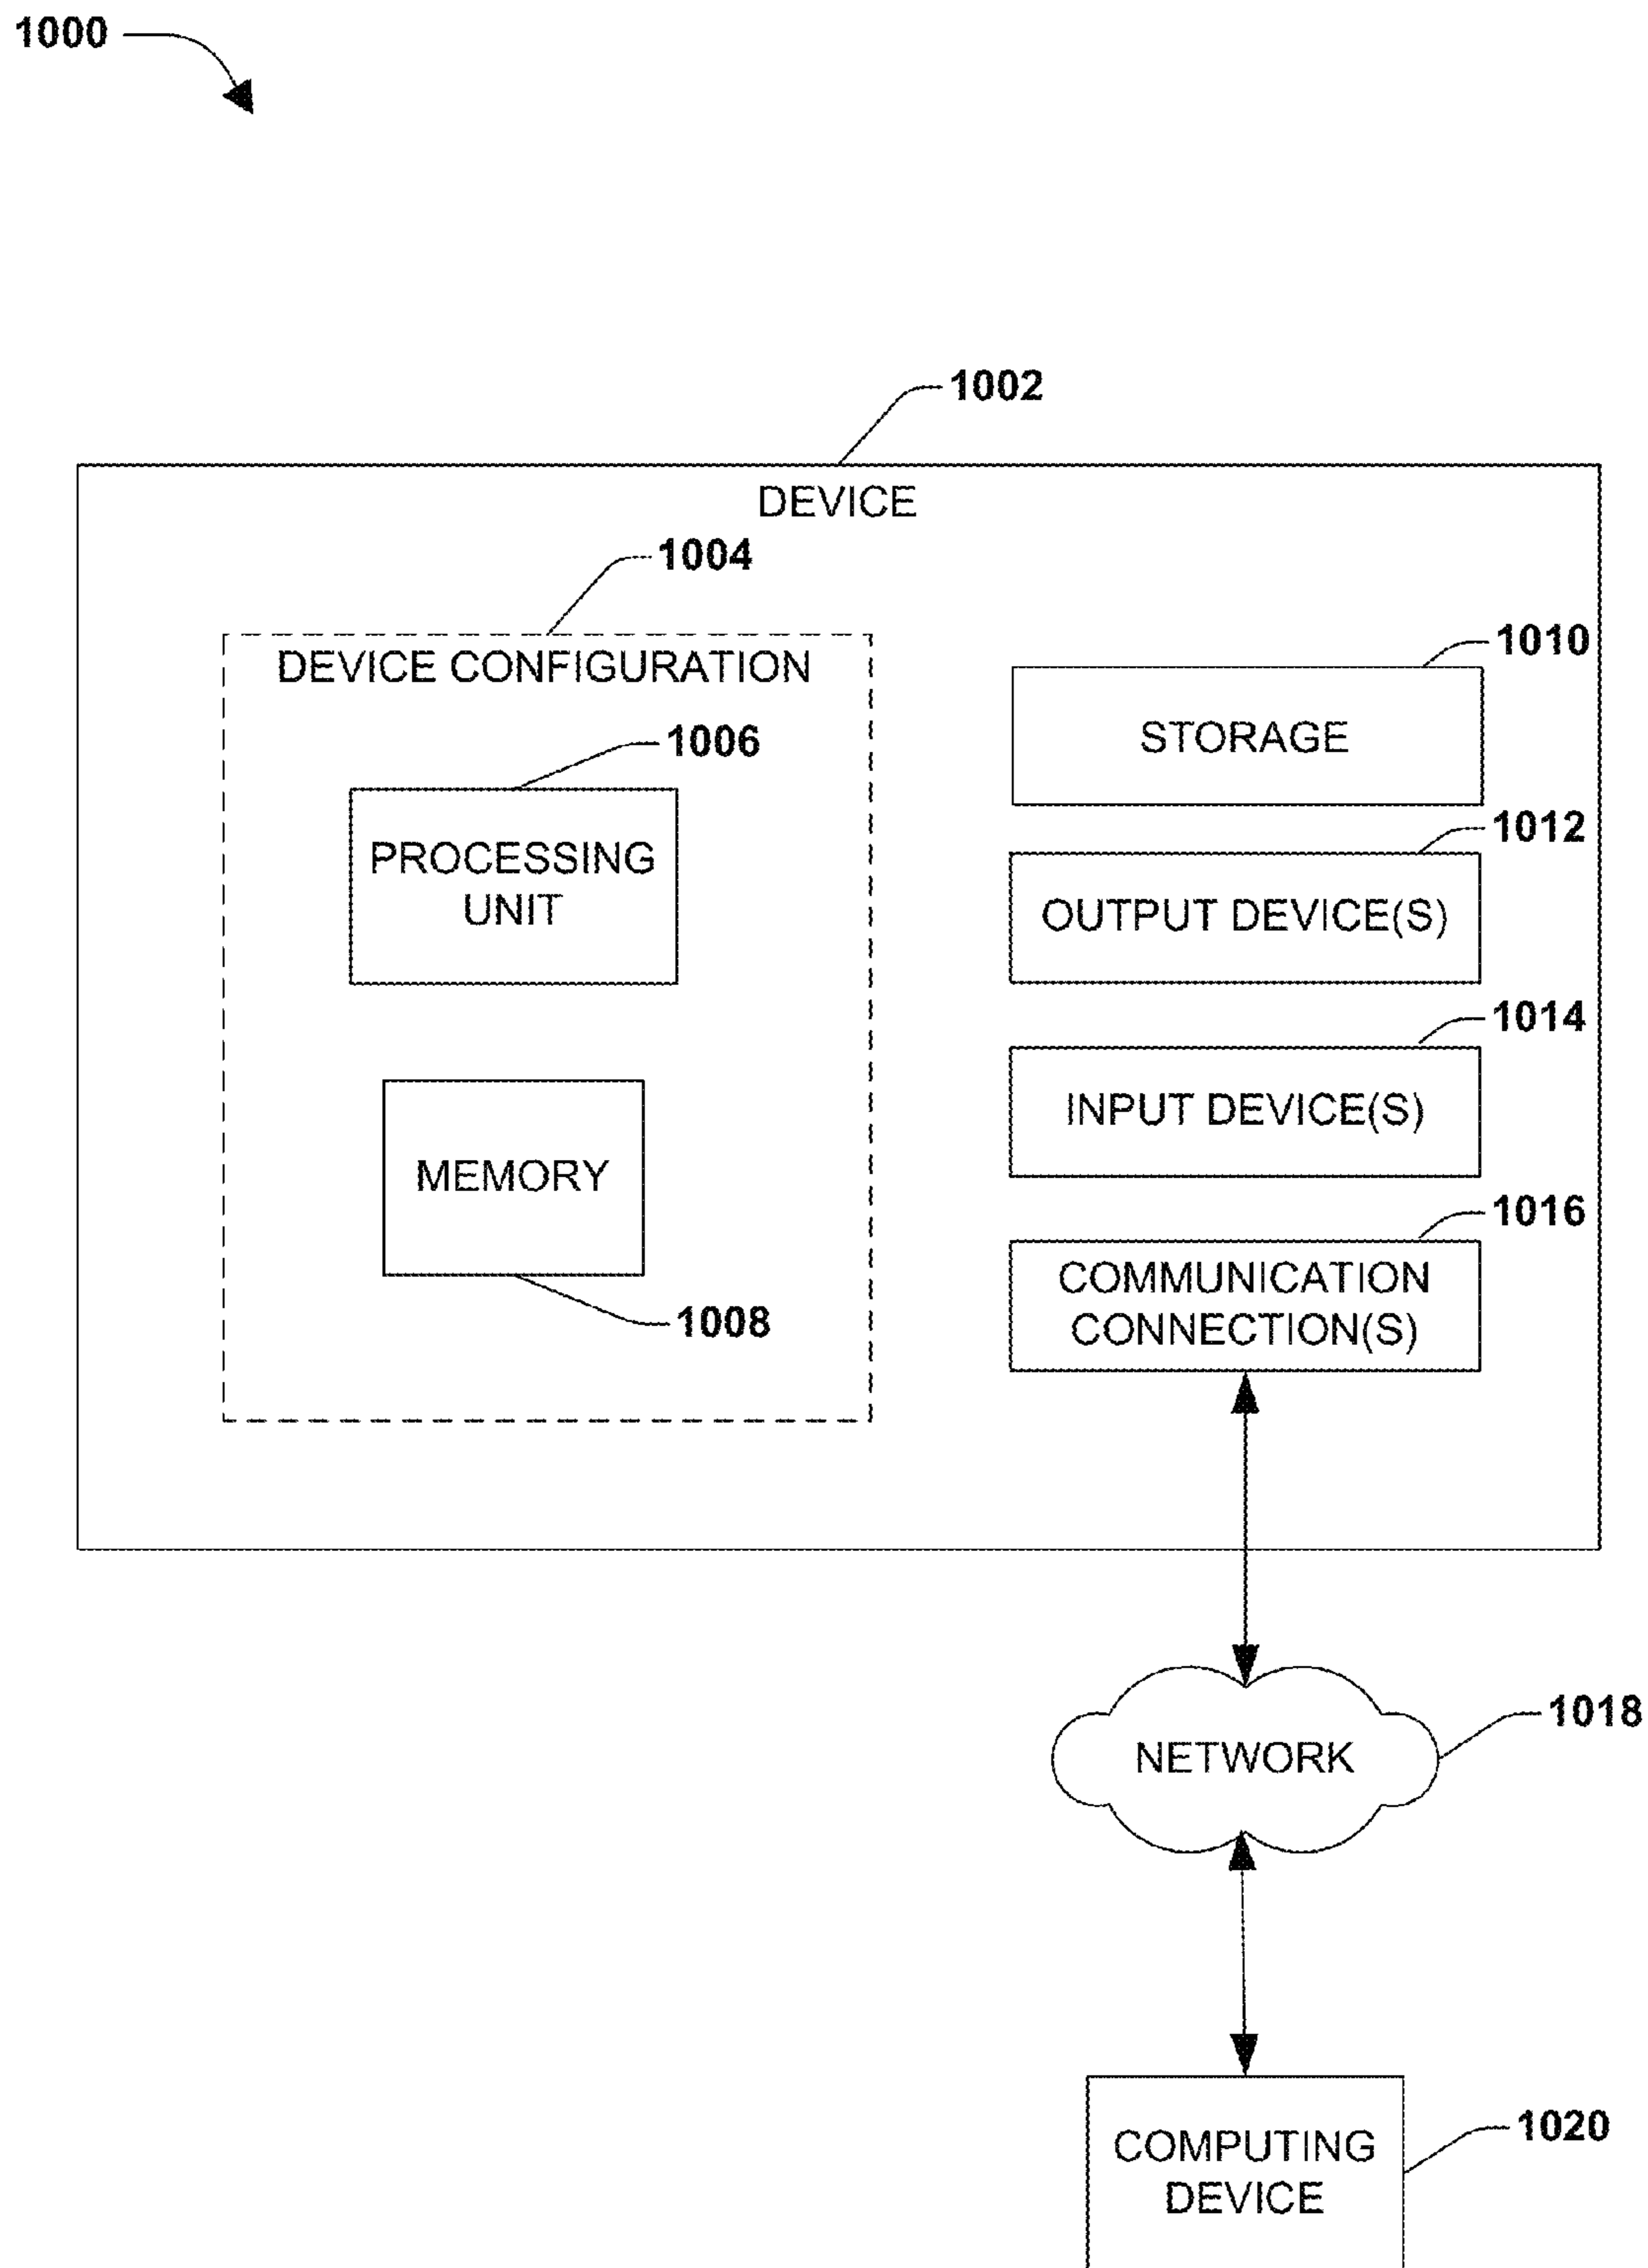 1000
1002
DEVICE
1004
DEVICE CONFIGURATION
1006
PROCESSING
UNIT
MEMORY
1008
1010
STORAGE
1012
OUTPUT DEVICE(S)
1014
INPUT DEVICE(S)
1016
COMMUNICATION
CONNECTION(S)
1018
NETWORK
1020
COMPUTING
DEVICE